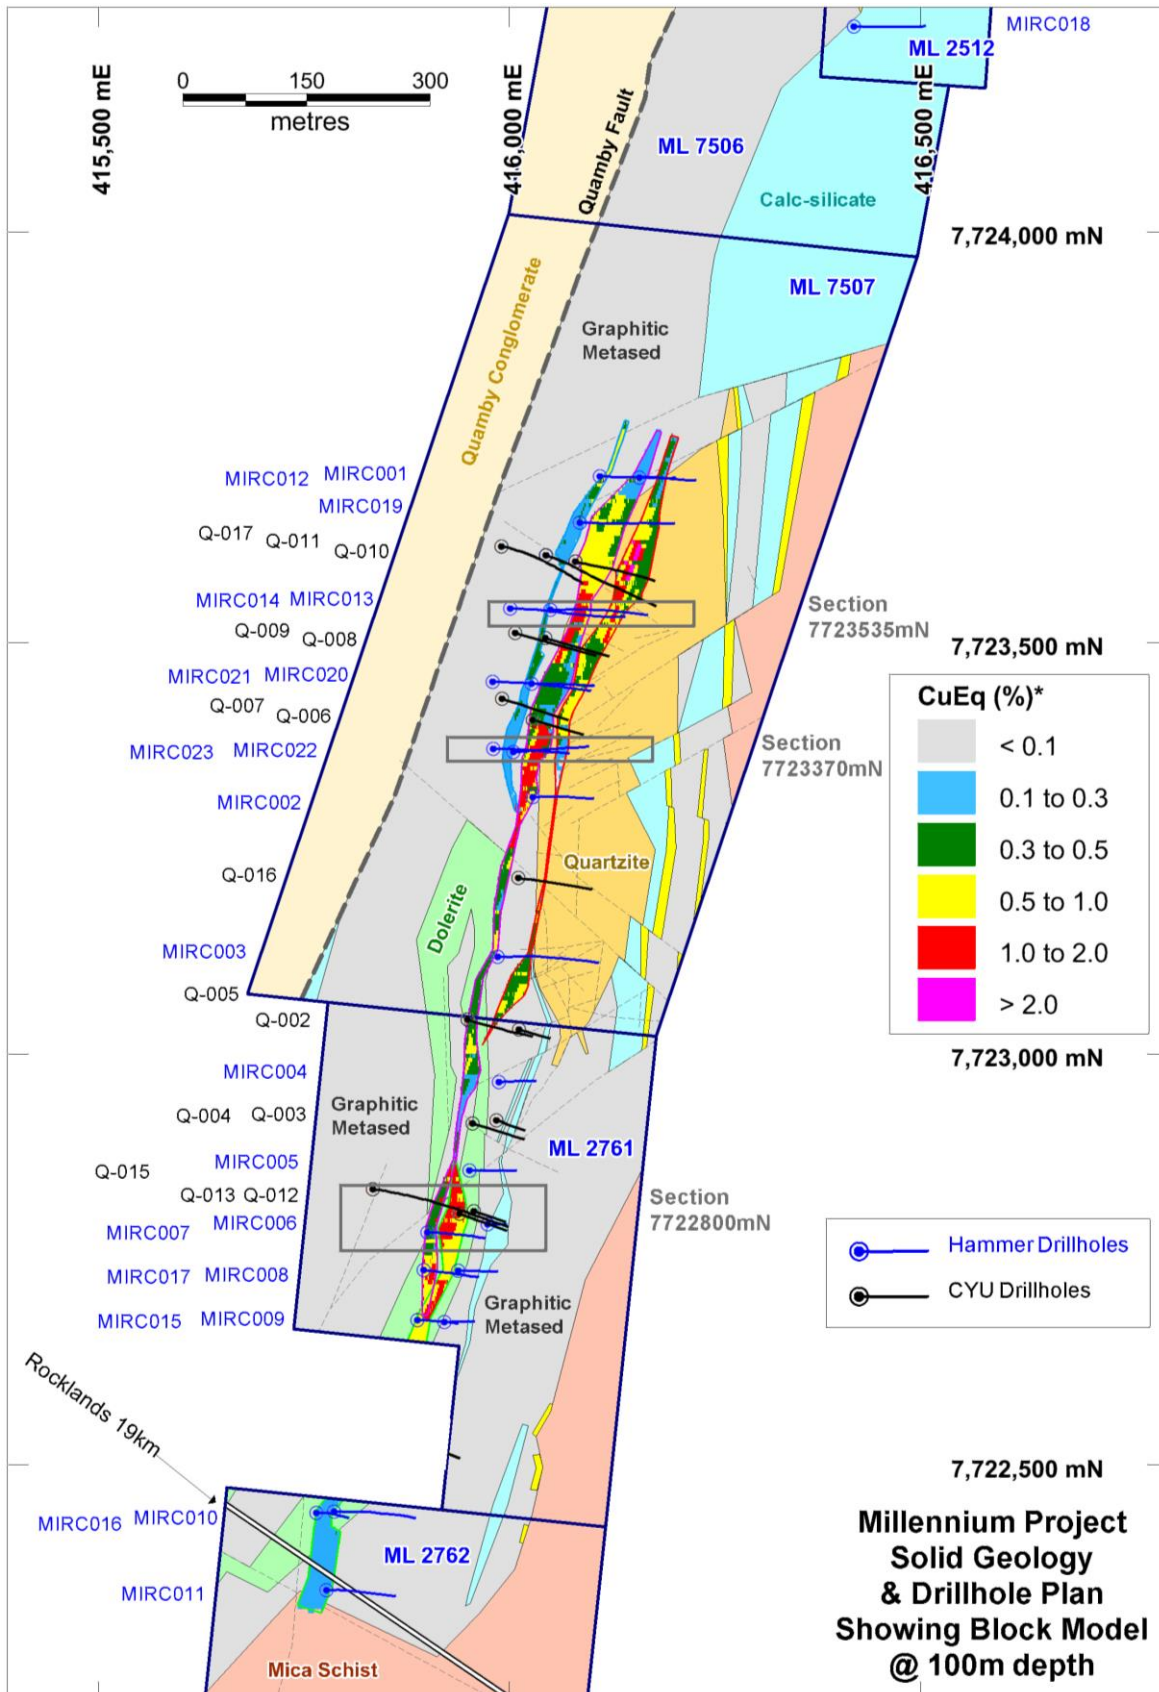 MIRC018
ML 2512
0 150 300
metres
415,500 mE
416,000 mE
416,500 mE
Quamby Fault
ML 7506
Calc-silicate
7,724,000 mN
ML 7507
Quamby Conglomerate
Graphitic
Metased
MIRC012 MIRC001
MIRC019
Q-017 Q-011 Q-010
MIRC014 MIRC013
Q-009 Q-008
Section
7723535mN
7,723,500 mN
MIRC021 MIRC020
Q-007 Q-006
MIRC023 MIRC022
Section
7723370mN
MIRC002
CuEq (%)*
< 0.1
0.1 to 0.3
0.3 to 0.5
0.5 to 1.0
1.0 to 2.0
> 2.0
Quartzite
Q-016
Dolerite
MIRC003
Q-005
Q-002
7,723,000 mN
MIRC004
Graphitic
Metased
Q-004 Q-003
ML 2761
MIRC005
Q-015
Q-013 Q-012
Section
7722800mN
MIRC007 MIRC006
MIRC017 MIRC008
MIRC015 MIRC009
Graphitic
Metased
Hammer Drillholes
CYU Drillholes
Rocklands 19km
7,722,500 mN
MIRC016 MIRC010
ML 2762
MIRC011
Mica Schist
Millennium Project
Solid Geology
& Drillhole Plan
Showing Block Model
@ 100m depth